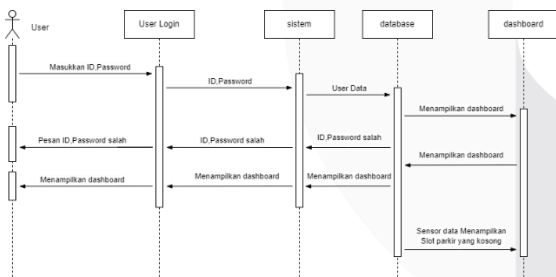 User
User Login
sistem
database
dashboard
Masukkan ID,Password
ID,Password
User Data
Menampilkan dashboard
Pesan ID,Password salah
ID,Password salah
ID,Password salah
Menampilkan dashboard
Menampilkan dashboard
Menampilkan dashboard
Menampilkan dashboard
Sensor data Menampilkan
Slot parkir yang kosong